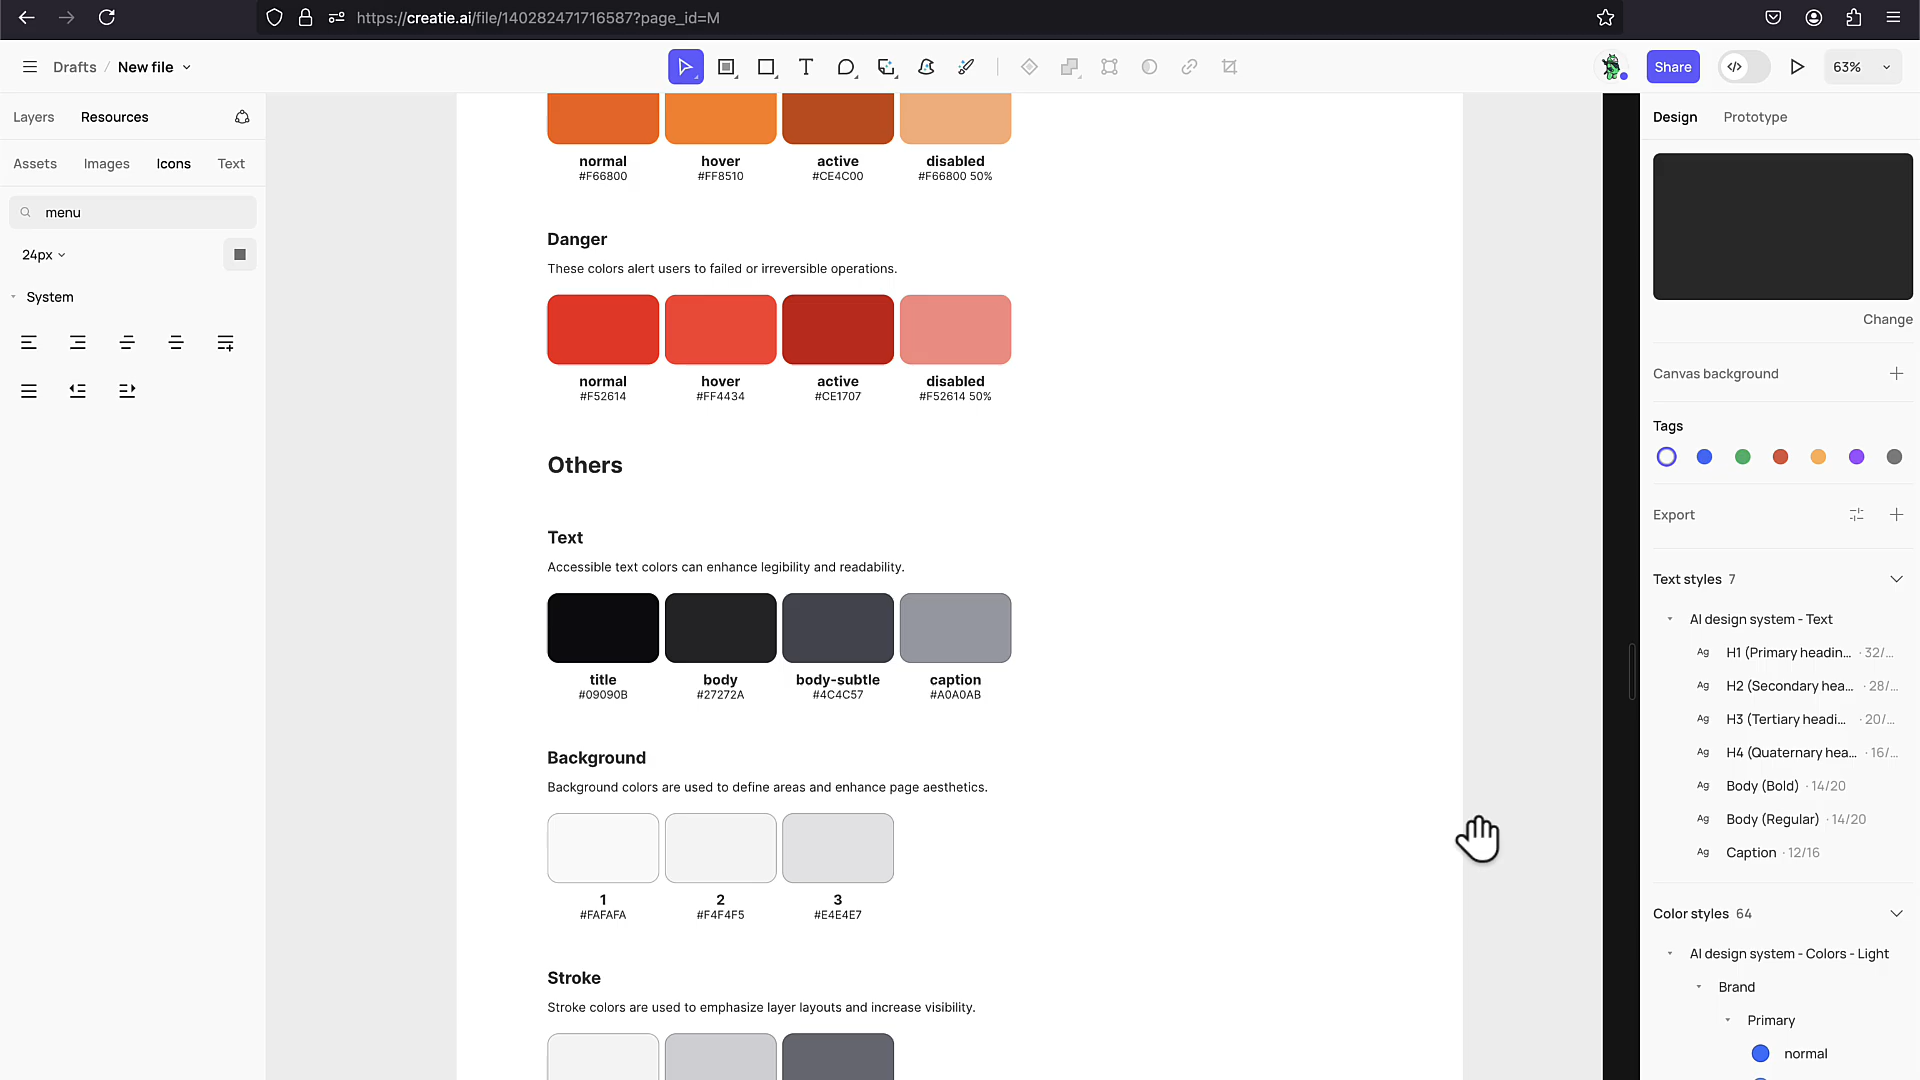 https://creatie.ai/file/140282471716587?page_id=M
Drafts / New file
Share
63%
Layers
Resources
Assets
Images
Icons
Text
menu
24px
System
normal
#F66800
hover
#FF8510
active
#CE4C00
disabled
#F66800 50%
Danger
These colors alert users to failed or irreversible operations.
normal
#F52614
hover
#FF4434
active
#CE1707
disabled
#F52614 50%
Others
Text
Accessible text colors can enhance legibility and readability.
title
#09090B
body
#27272A
body-subtle
#4C4C57
caption
#A0A0AB
Background
Background colors are used to define areas and enhance page aesthetics.
1
#FAFAFA
2
#F4F4F5
3
#E4E4E7
Stroke
Stroke colors are used to emphasize layer layouts and increase visibility.
Design
Prototype
Change
Canvas background
Tags
Export
Text styles 7
AI design system - Text
Ag H1 (Primary headin... · 32/...
Ag H2 (Secondary hea... · 28/...
Ag H3 (Tertiary headi... · 20/...
Ag H4 (Quaternary hea... · 16/...
Ag Body (Bold) · 14/20
Ag Body (Regular) · 14/20
Ag Caption · 12/16
Color styles 64
AI design system - Colors - Light
Brand
Primary
normal